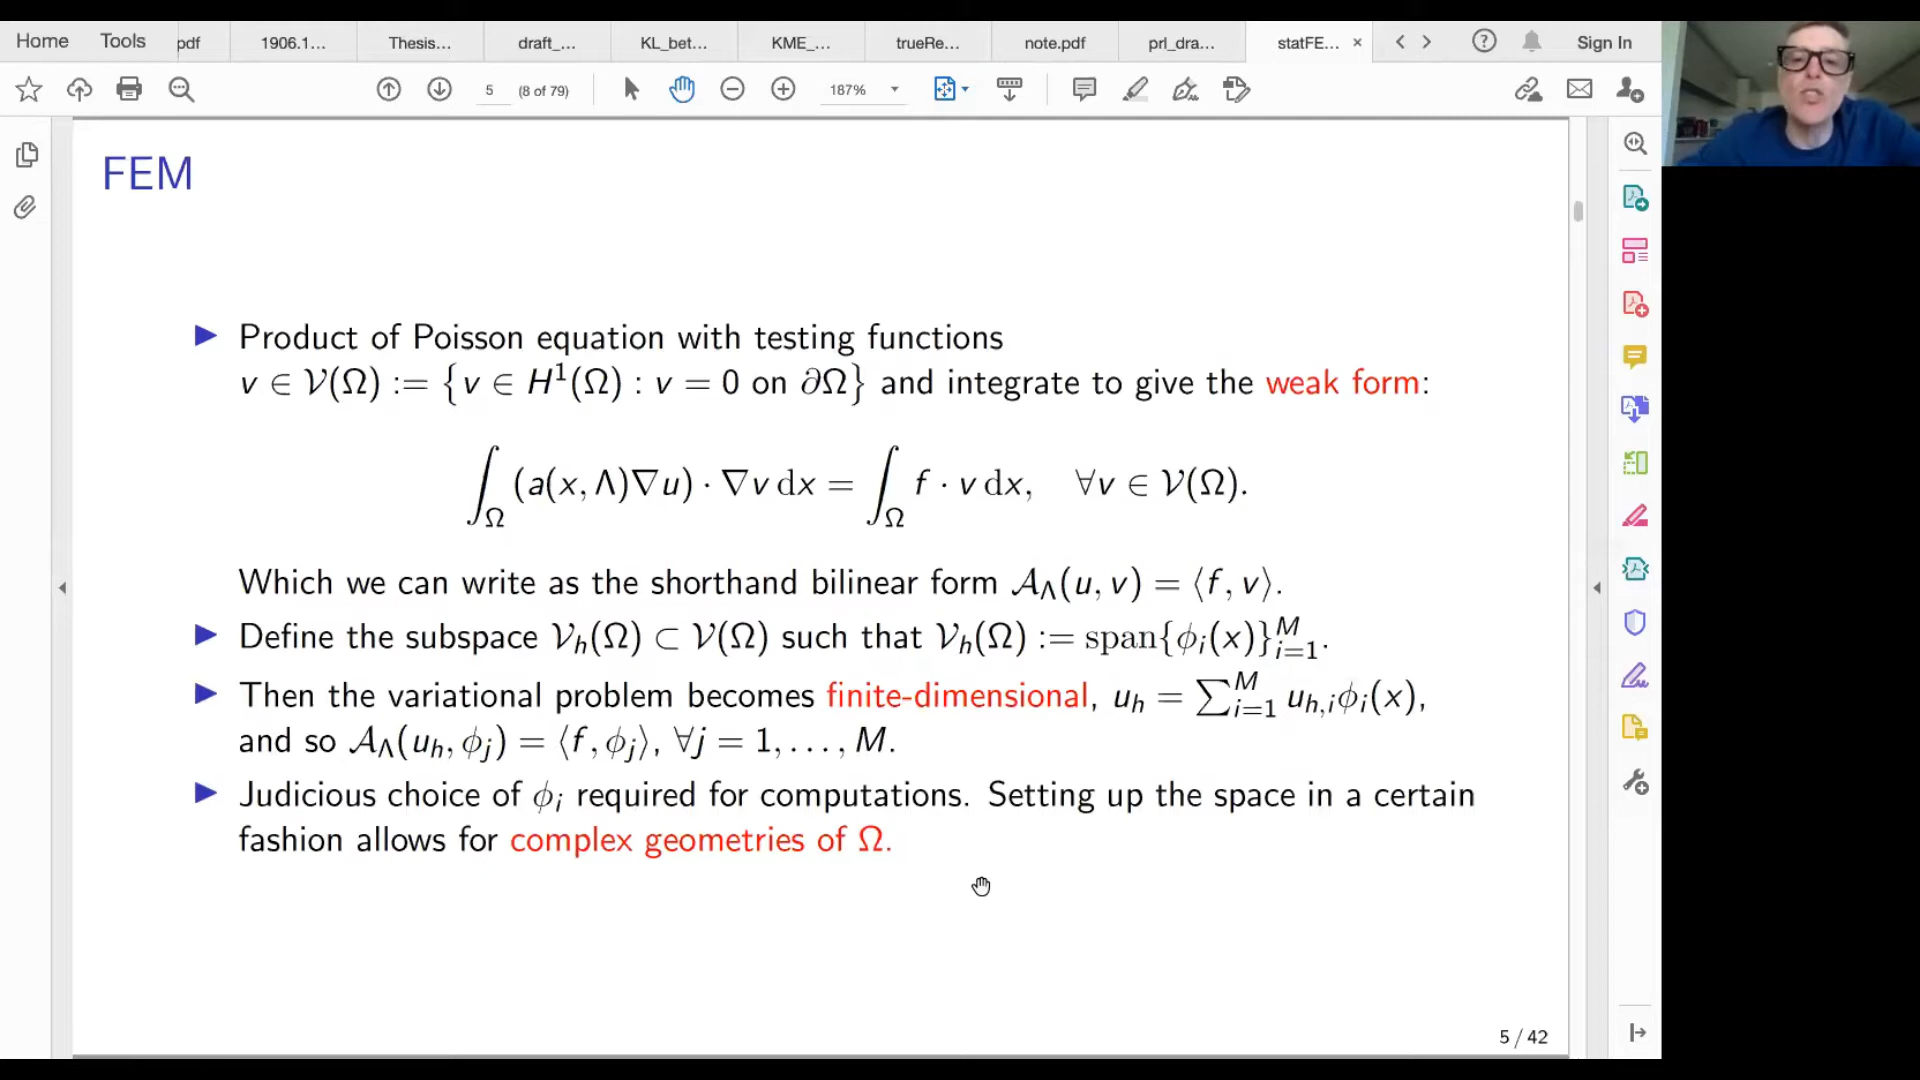 Home Tools pdf 1906.1... Thesis... draft_... KL_bet... KME_... trueRe... note.pdf prl_dra... statFE... × Sign In
5 (8 of 79) 187%
FEM
▶ Product of Poisson equation with testing functions
v ∈ 𝒱(Ω) := {v ∈ H¹(Ω) : v = 0 on ∂Ω} and integrate to give the weak form:
∫_Ω (a(x, Λ)∇u) · ∇v dx = ∫_Ω f · v dx, ∀v ∈ 𝒱(Ω).
Which we can write as the shorthand bilinear form 𝒜_Λ(u, v) = ⟨f, v⟩.
▶ Define the subspace 𝒱_h(Ω) ⊂ 𝒱(Ω) such that 𝒱_h(Ω) := span{ϕ_i(x)}_{i=1}^M.
▶ Then the variational problem becomes finite-dimensional, u_h = ∑_{i=1}^M u_{h,i}ϕ_i(x),
and so 𝒜_Λ(u_h, ϕ_j) = ⟨f, ϕ_j⟩, ∀j = 1, . . . , M.
▶ Judicious choice of ϕ_i required for computations. Setting up the space in a certain
fashion allows for complex geometries of Ω.
5 / 42